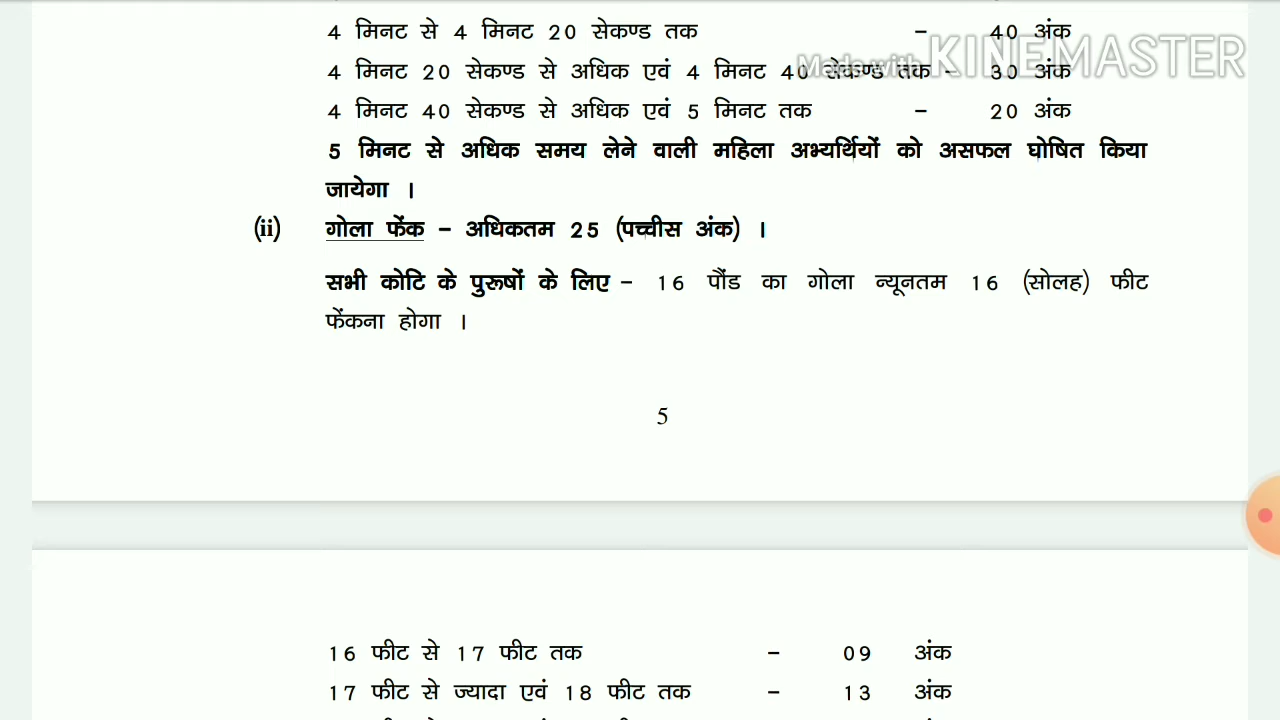 4 मिनट से 4 मिनट 20 सेकण्ड तक - 40 अंक
Made with KINEMASTER
4 मिनट 20 सेकण्ड से अधिक एवं 4 मिनट 40 सेकण्ड तक - 30 अंक
4 मिनट 40 सेकण्ड से अधिक एवं 5 मिनट तक - 20 अंक
5 मिनट से अधिक समय लेने वाली महिला अभ्यर्थियों को असफल घोषित किया
जायेगा ।
(ii) गोला फेंक - अधिकतम 25 (पच्चीस अंक) ।
सभी कोटि के पुरूषों के लिए - 16 पौंड का गोला न्यूनतम 16 (सोलह) फीट
फेंकना होगा ।
5
16 फीट से 17 फीट तक - 09 अंक
17 फीट से ज्यादा एवं 18 फीट तक - 13 अंक